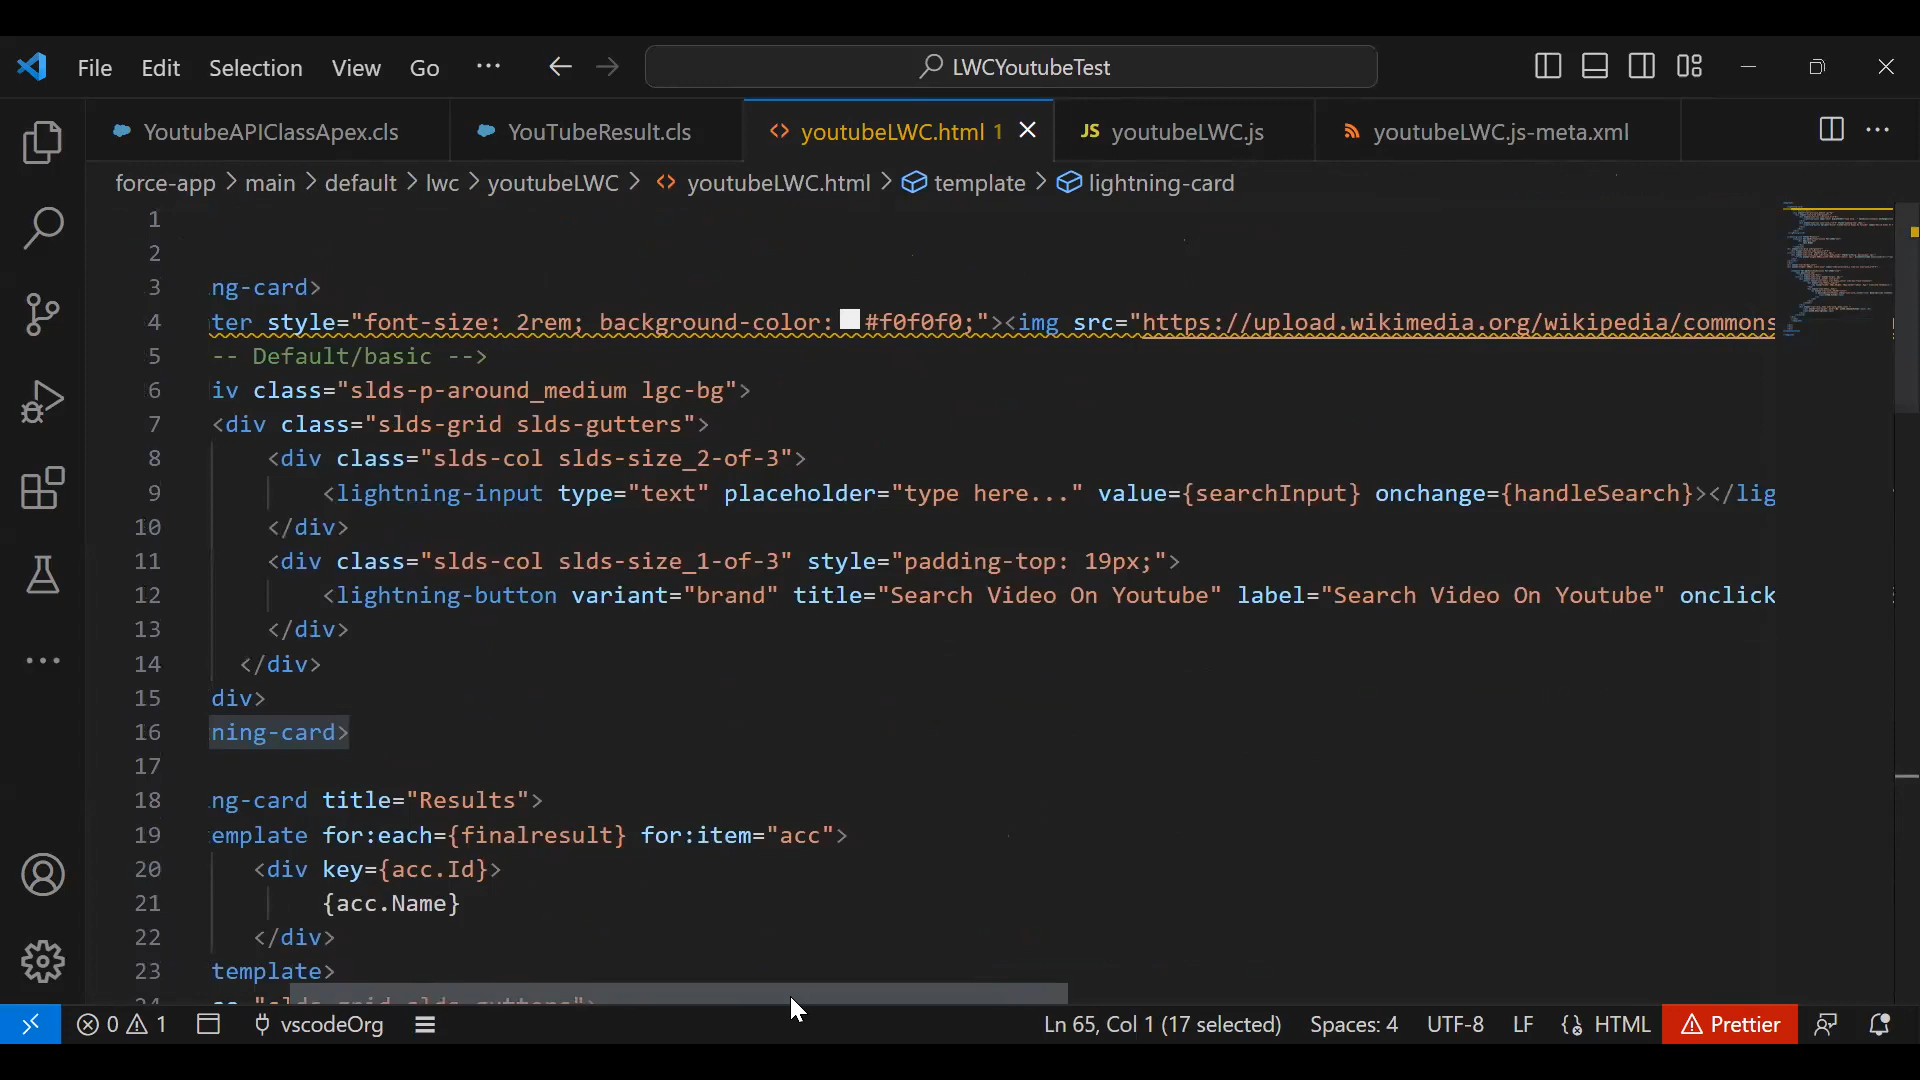 File Edit Selection View Go ··· LWCYoutubeTest
YoutubeAPIClassApex.cls YouTubeResult.cls youtubeLWC.html 1 JS youtubeLWC.js youtubeLWC.js-meta.xml
force-app > main > default > lwc > youtubeLWC > youtubeLWC.html > template > lightning-card
1
2
3 ng-card>
4 ter style="font-size: 2rem; background-color: #f0f0f0;"><img src="https://upload.wikimedia.org/wikipedia/commons
5 -- Default/basic -->
6 iv class="slds-p-around_medium lgc-bg">
7 <div class="slds-grid slds-gutters">
8 <div class="slds-col slds-size_2-of-3">
9 <lightning-input type="text" placeholder="type here..." value={searchInput} onchange={handleSearch}></lig
10 </div>
11 <div class="slds-col slds-size_1-of-3" style="padding-top: 19px;">
12 <lightning-button variant="brand" title="Search Video On Youtube" label="Search Video On Youtube" onclick
13 </div>
14 </div>
15 div>
16 ning-card>
17
18 ng-card title="Results">
19 emplate for:each={finalresult} for:item="acc">
20 <div key={acc.Id}>
21 {acc.Name}
22 </div>
23 template>
0 1 vscodeOrg Ln 65, Col 1 (17 selected) Spaces: 4 UTF-8 LF HTML Prettier